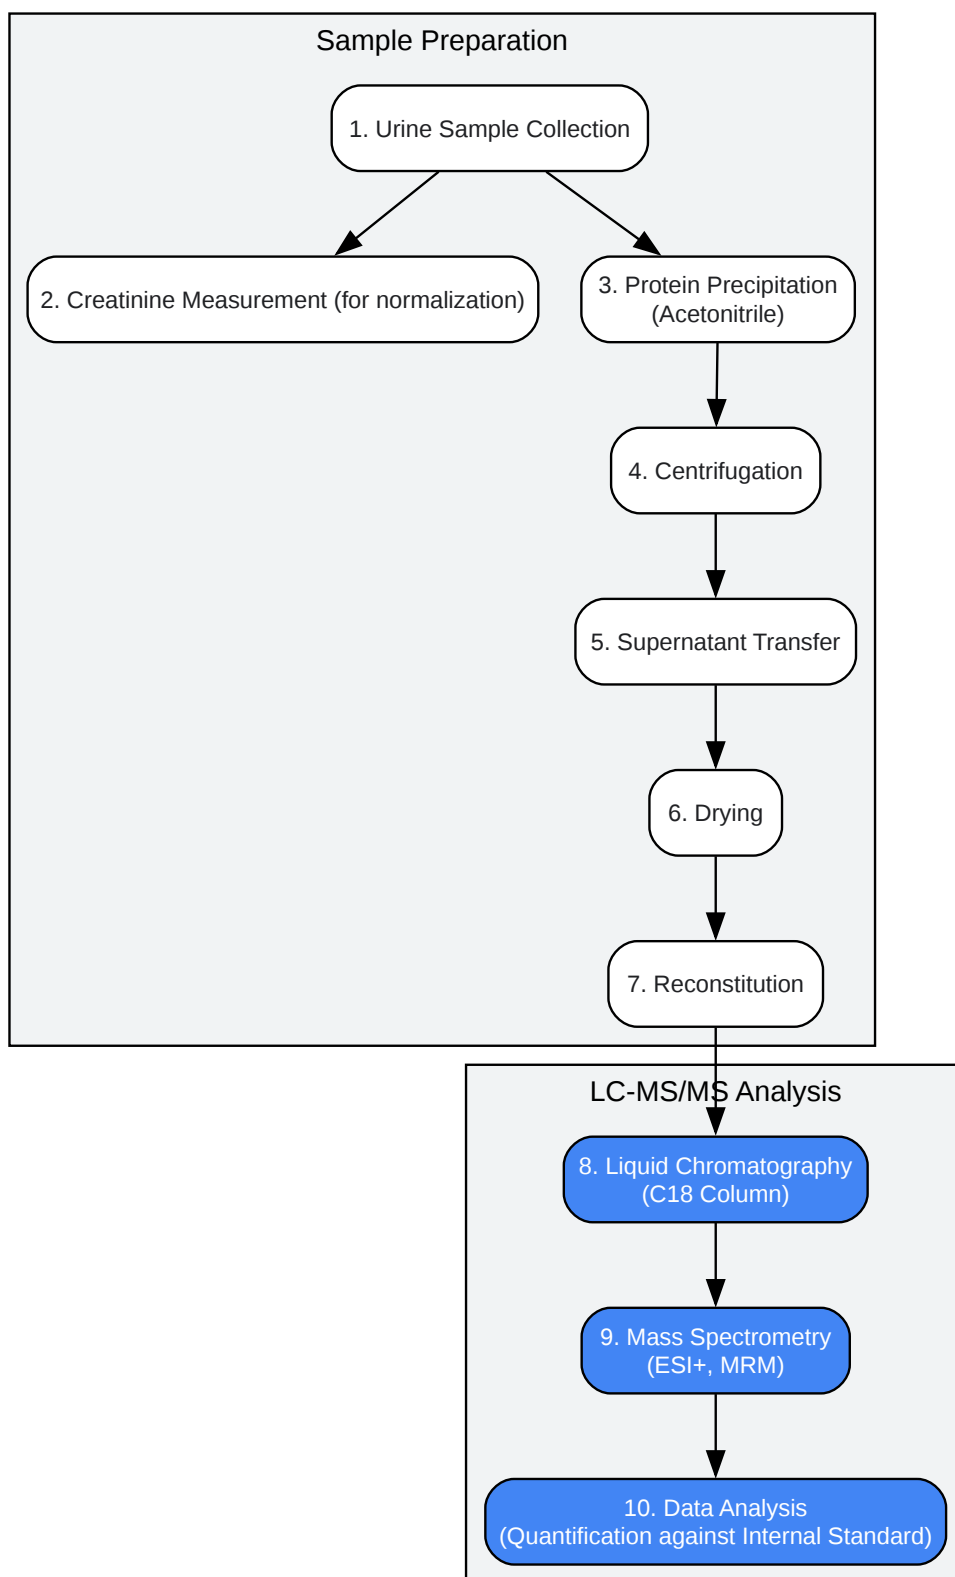 Sample Preparation
1. Urine Sample Collection
2. Creatinine Measurement (for normalization)
3. Protein Precipitation
(Acetonitrile)
4. Centrifugation
5. Supernatant Transfer
6. Drying
7. Reconstitution
LC-MS/MS Analysis
8. Liquid Chromatography
(C18 Column)
9. Mass Spectrometry
(ESI+, MRM)
10. Data Analysis
(Quantification against Internal Standard)